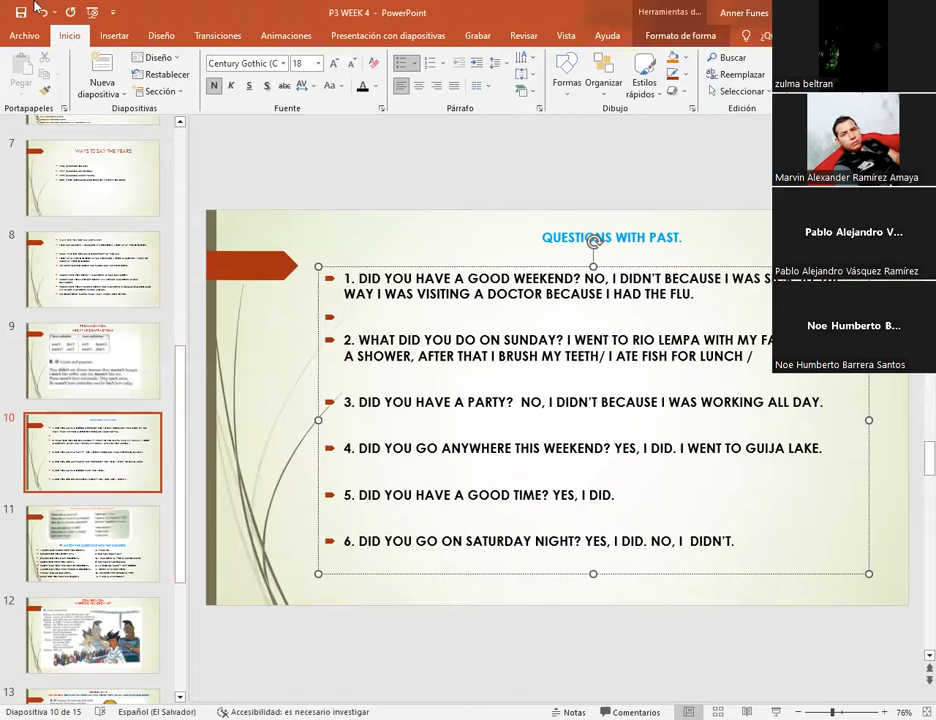 P3 WEEK 4 – PowerPoint
Herramientas d...
Anner Funes
Archivo
Inicio
Insertar
Diseño
Transiciones
Animaciones
Presentación con diapositivas
Grabar
Revisar
Vista
Ayuda
Formato de forma
Pegar
Nueva
diapositiva
Diseño
Restablecer
Sección
Century Gothic (C
18
N
K
S
abc
AV
Aa
A
Formas
Organizar
Estilos
rápidos
Buscar
Reemplazar
Seleccionar
Portapapeles
Diapositivas
Fuente
Párrafo
Dibujo
Edición
zulma beltran
Marvin Alexander Ramírez Amaya
Pablo Alejandro V...
Pablo Alejandro Vásquez Ramírez
Noe Humberto B...
Noe Humberto Barrera Santos
7
WAYS TO SAY THE YEARS
8
9
10
11
12
13
QUESTIONS WITH PAST.
1. DID YOU HAVE A GOOD WEEKEND? NO, I DIDN'T BECAUSE I WAS
WAY I WAS VISITING A DOCTOR BECAUSE I HAD THE FLU.
2. WHAT DID YOU DO ON SUNDAY? I WENT TO RIO LEMPA WITH MY
A SHOWER, AFTER THAT I BRUSH MY TEETH/ I ATE FISH FOR LUNCH /
3. DID YOU HAVE A PARTY? NO, I DIDN'T BECAUSE I WAS WORKING ALL DAY.
4. DID YOU GO ANYWHERE THIS WEEKEND? YES, I DID. I WENT TO GUIJA LAKE.
5. DID YOU HAVE A GOOD TIME? YES, I DID.
6. DID YOU GO ON SATURDAY NIGHT? YES, I DID. NO, I DIDN'T.
Diapositiva 10 de 15
Español (El Salvador)
Accesibilidad: es necesario investigar
Notas
Comentarios
76%